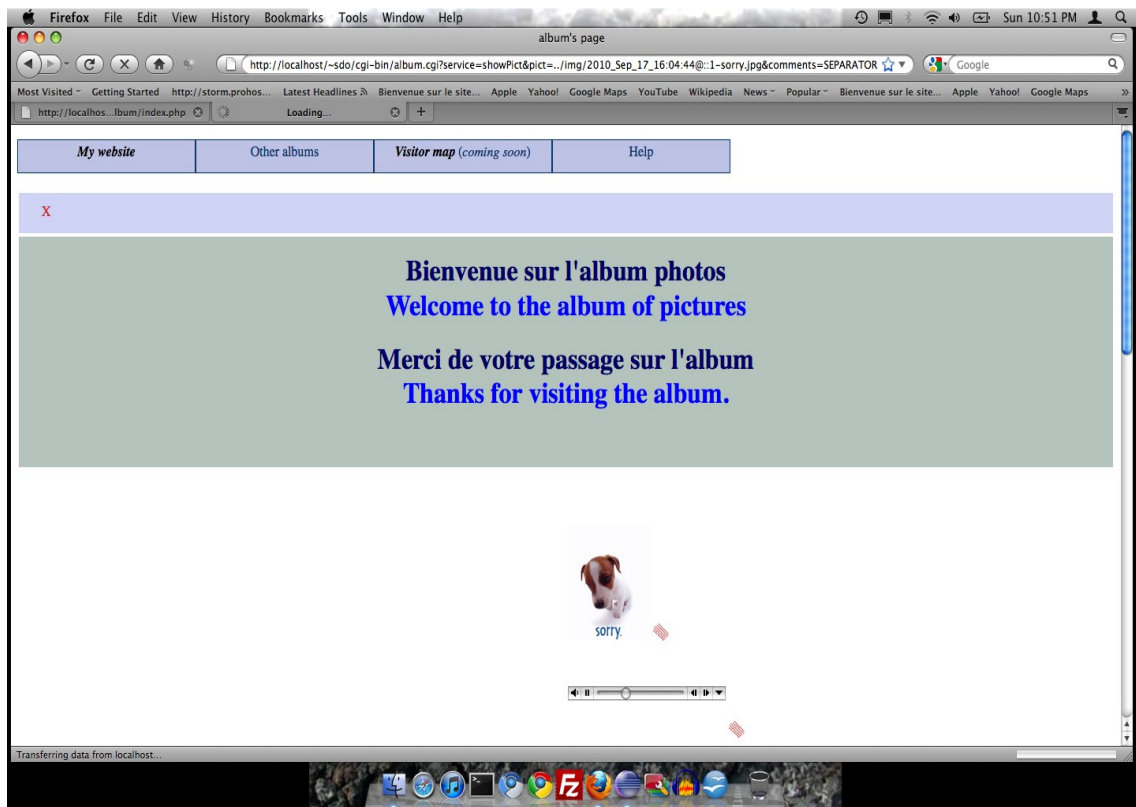 Firefox File Edit View History Bookmarks Tools Window Help Sun 10:51 PM
album's page
http://localhost/~sdo/cgi-bin/album.cgi?service=showPict&pict=../img/2010_Sep_17_16:04:44@::1-sorry.jpg&comments=SEPARATOR Google
Most Visited Getting Started http://storm.prohos... Latest Headlines Bienvenue sur le site... Apple Yahoo! Google Maps YouTube Wikipedia News Popular Bienvenue sur le site... Apple Yahoo! Google Maps »
http://localhos...lbum/index.php Loading... +
My website Other albums Visitor map (coming soon) Help
X
Bienvenue sur l'album photos
Welcome to the album of pictures
Merci de votre passage sur l'album
Thanks for visiting the album.
sorry.
Transferring data from localhost...